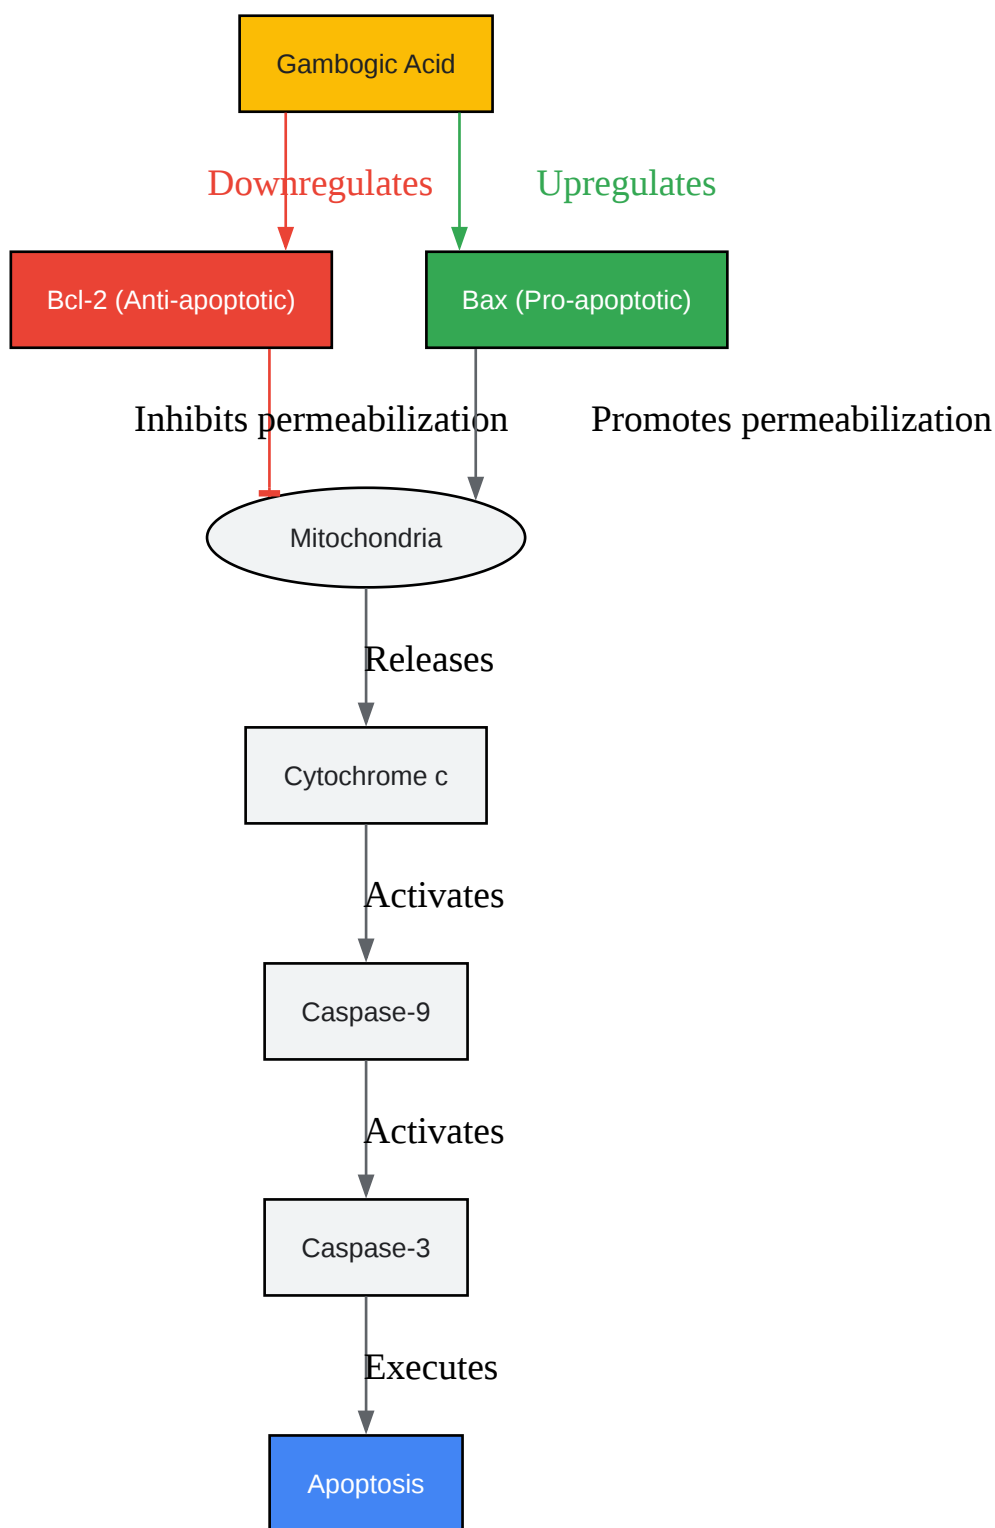 Gambogic Acid
Downregulates
Upregulates
Bcl-2 (Anti-apoptotic)
Bax (Pro-apoptotic)
Inhibits permeabilization
Promotes permeabilization
Mitochondria
Releases
Cytochrome c
Activates
Caspase-9
Activates
Caspase-3
Executes
Apoptosis